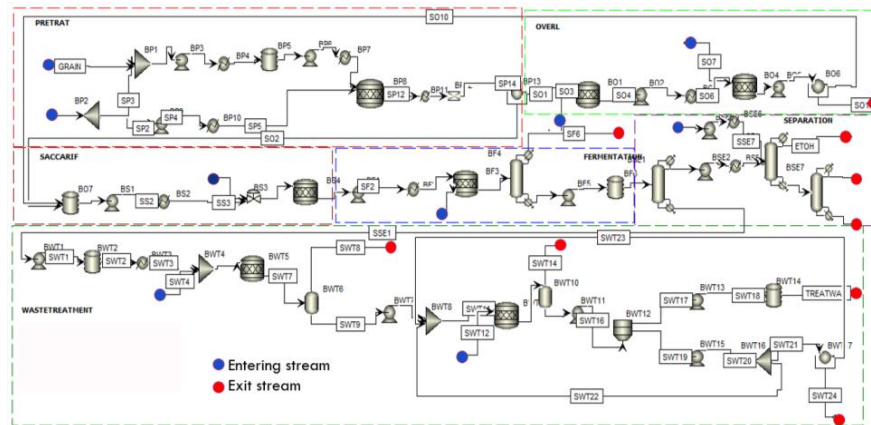 PRETRAT
SO10
OVERL
BP1
BP3
BP4
BP5
BP6
BP7
GRAIN
BP2
SP3
SP4
SP2
BP10
SP5
BP8
SP12
BP11
SP14
BP13
SO1
SO3
SO4
BO1
BO2
SO6
SO7
BO4
BO6
SO2
SF6
SEPARATION
SACCARIF
FERMENTATION
BO7
BS1
SS2
BS2
SS3
BS3
SF2
BF3
BF4
BF5
BSE2
SSE7
ETOH
BSE7
SSE1
SWT23
BWT1
SWT1
BWT2
SWT2
SWT3
SWT4
BWT4
BWT5
SWT7
SWT8
BWT6
SWT9
BWT8
SWT12
SWT14
BWT10
BWT11
SWT16
BWT12
SWT17
BWT13
SWT18
BWT14
TREATWA
SWT19
BWT15
SWT20
BWT16
SWT21
SWT22
SWT24
WASTETREATMENT
Entering stream
Exit stream